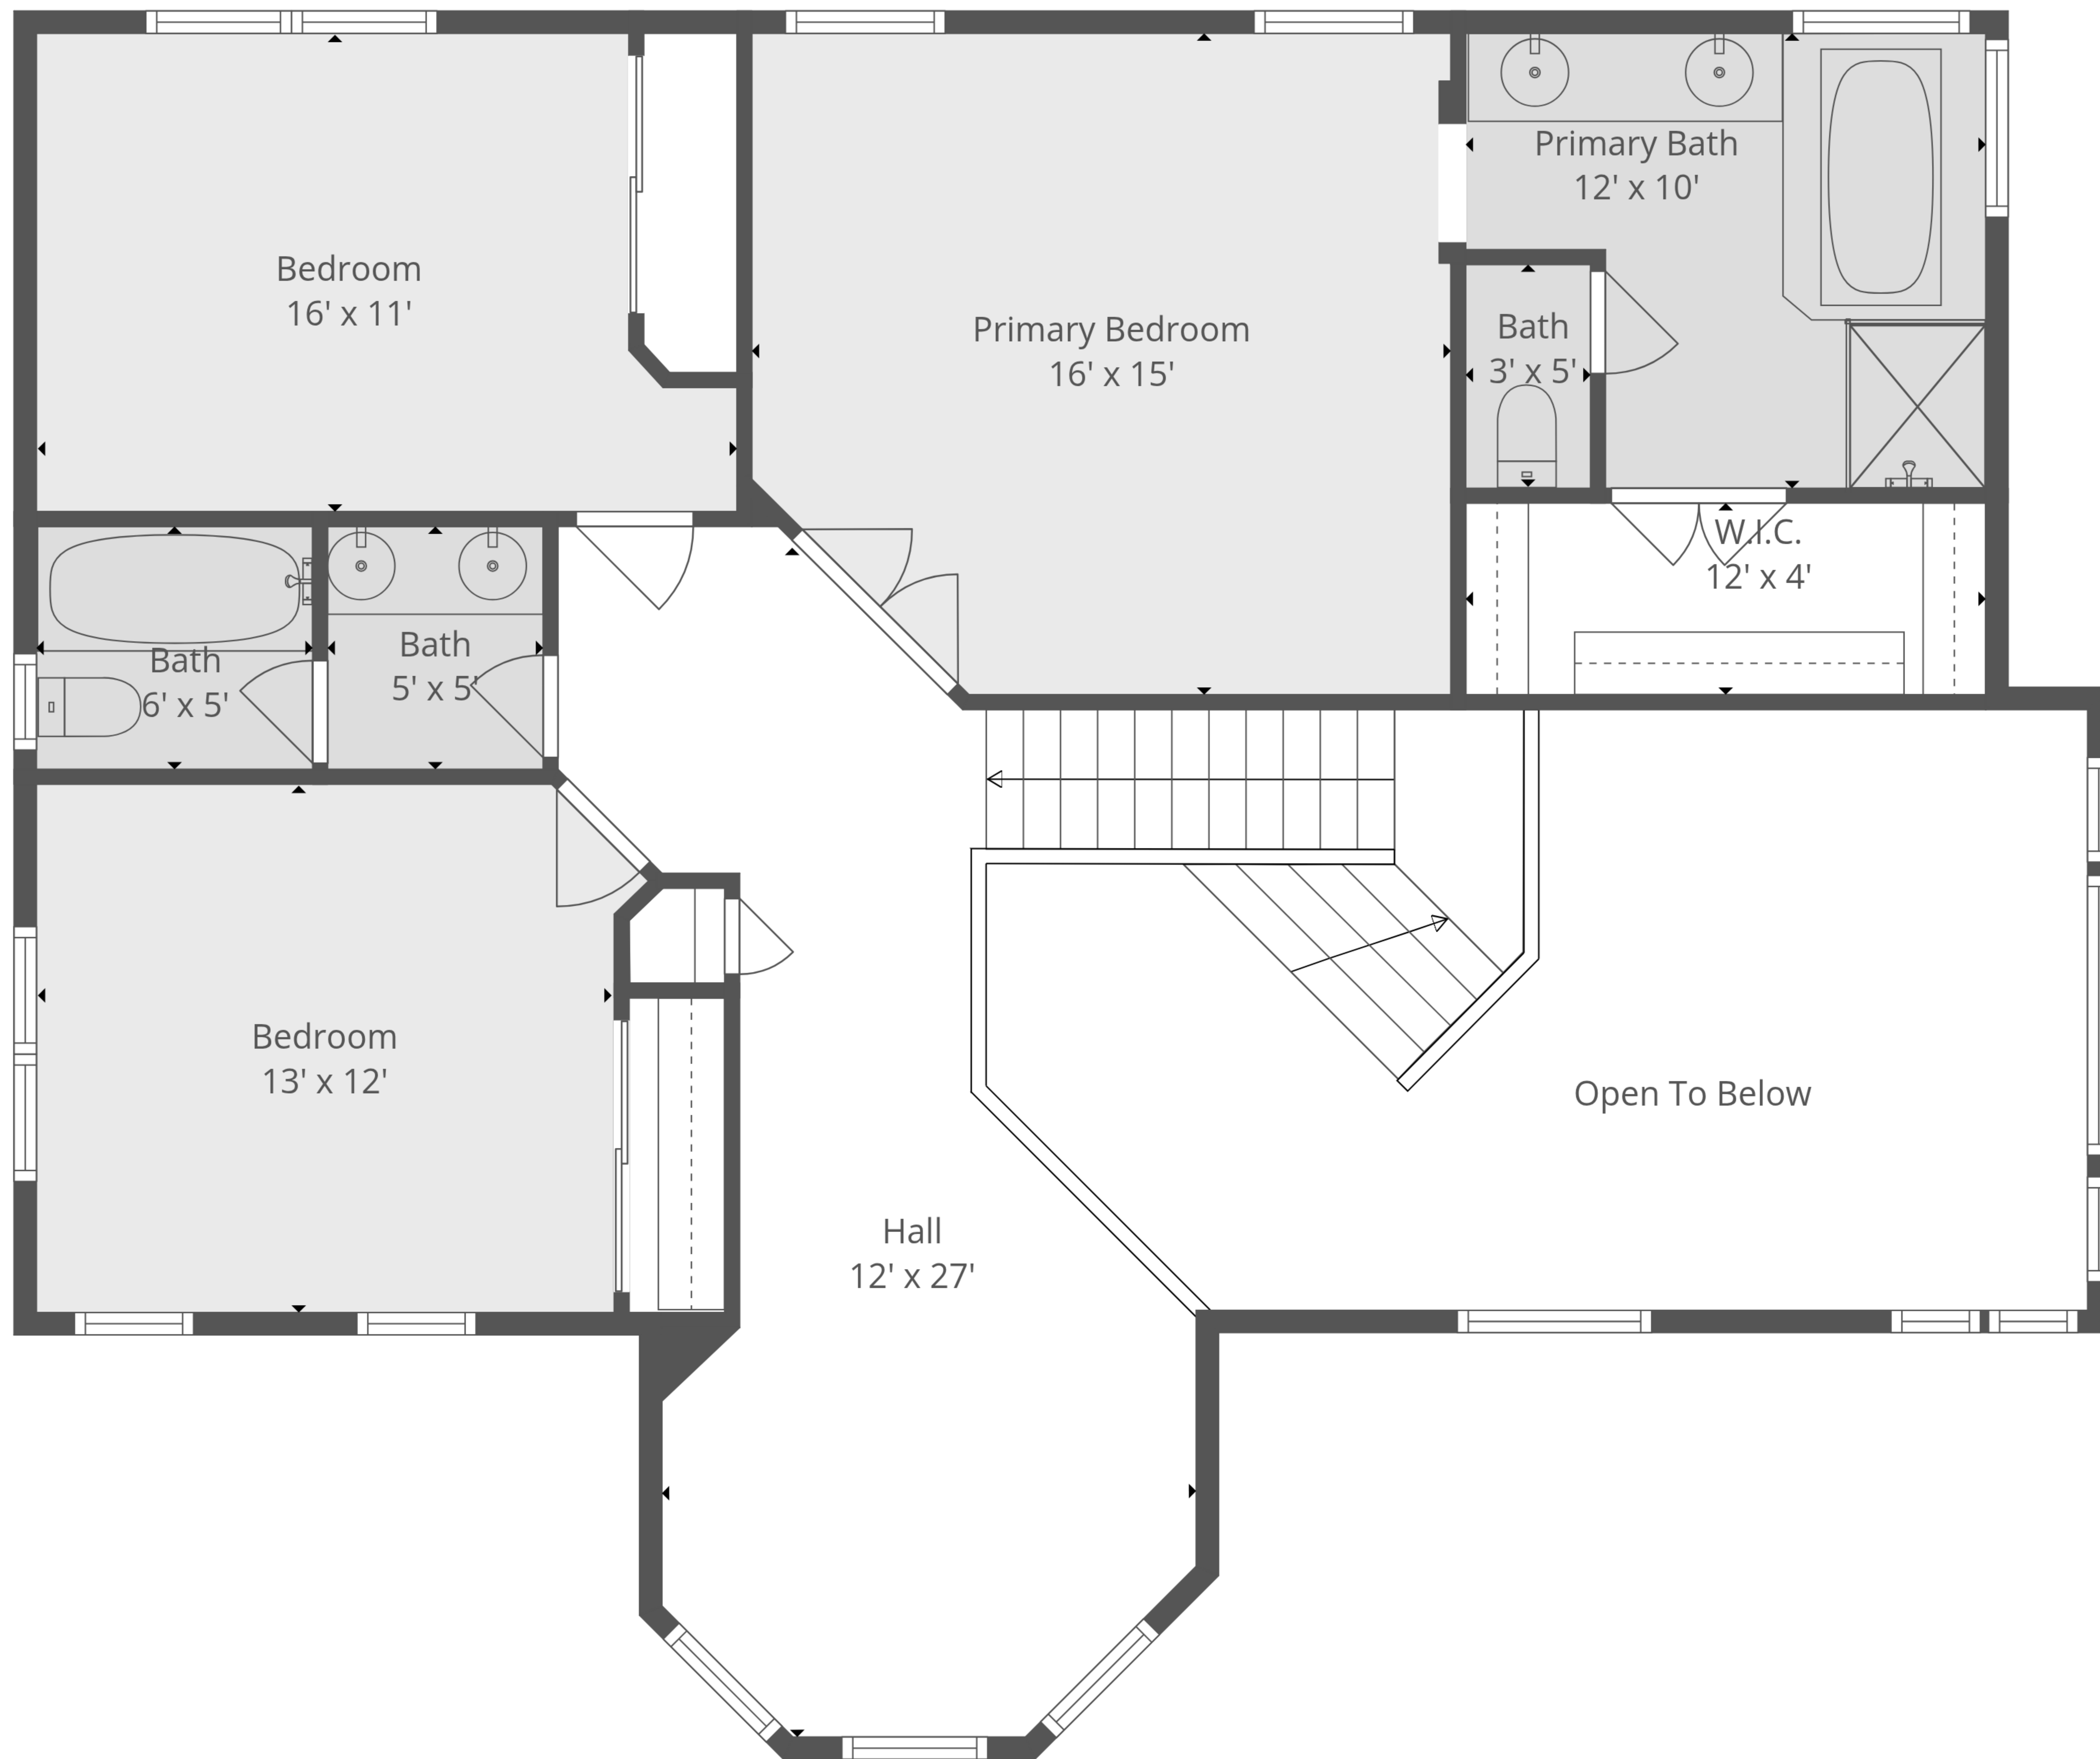 Primary Bath
12' x 10'
Bedroom
16' x 11'
Primary Bedroom
16' x 15'
Bath
3' x 5'
W.I.C.
12' x 4'
Bath
6' x 5'
Bath
5' x 5'
Bedroom
13' x 12'
Open To Below
Hall
12' x 27'